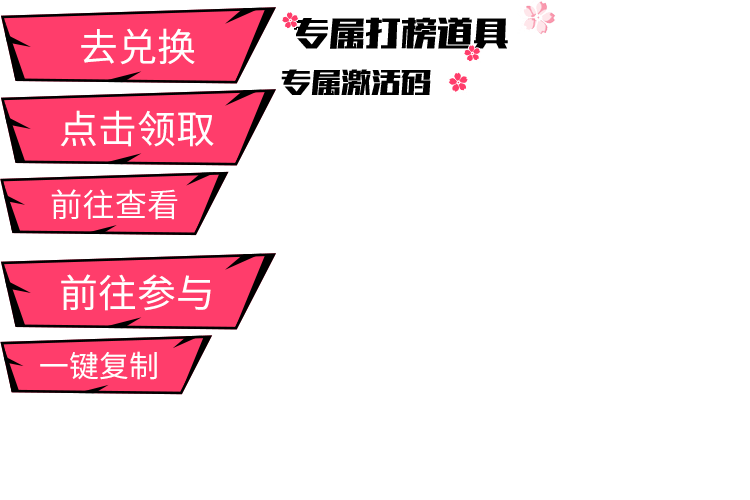 去兑换
专属打榜道具
专属激活码
点击领取
前往查看
前往参与
一键复制